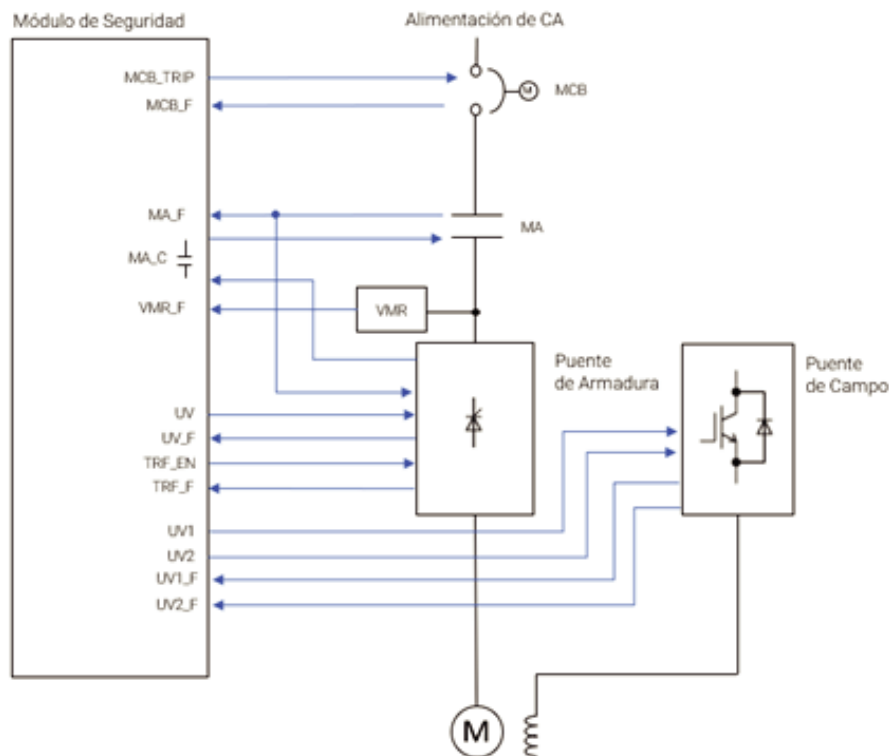 Módulo de Seguridad
Alimentación de CA
MCB_TRIP
MCB_F
M
MCB
MA_F
MA
MA_C
VMR_F
VMR
Puente
de Armadura
Puente
de Campo
UV
UV_F
TRF_EN
TRF_F
UV1
UV2
UV1_F
UV2_F
M